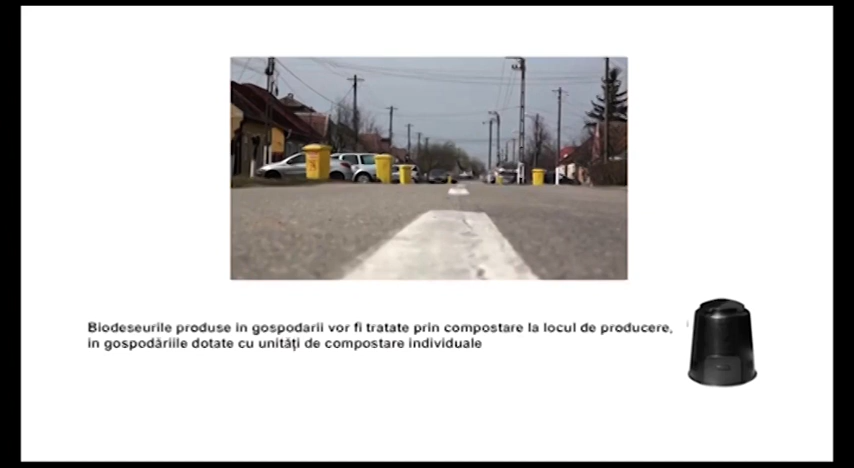 Biodeseurile produse in gospodarii vor fi tratate prin compostare la locul de producere,
in gospodăriile dotate cu unități de compostare individuale